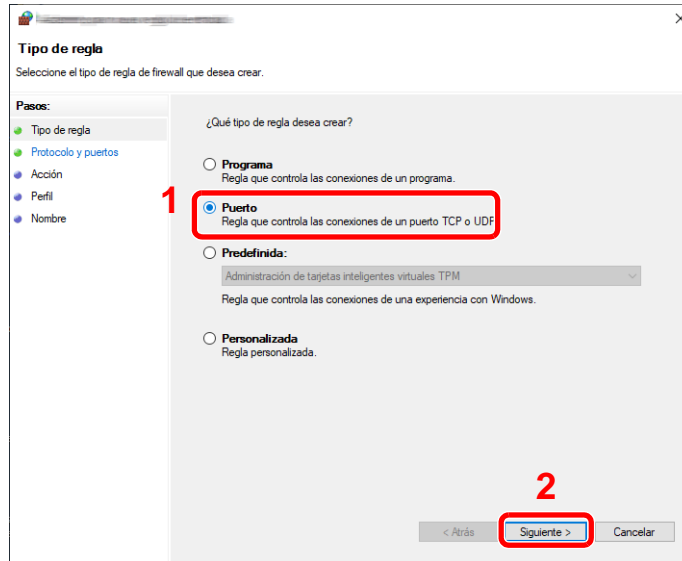 Tipo de regla
Seleccione el tipo de regla de firewall que desea crear.
Pasos:
Tipo de regla
Protocolo y puertos
Acción
Perfil
Nombre
¿Qué tipo de regla desea crear?
Programa
Regla que controla las conexiones de un programa.
1
Puerto
Regla que controla las conexiones de un puerto TCP o UDP
Predefinida:
Administración de tarjetas inteligentes virtuales TPM
Regla que controla las conexiones de una experiencia con Windows.
Personalizada
Regla personalizada.
2
< Atrás Siguiente > Cancelar